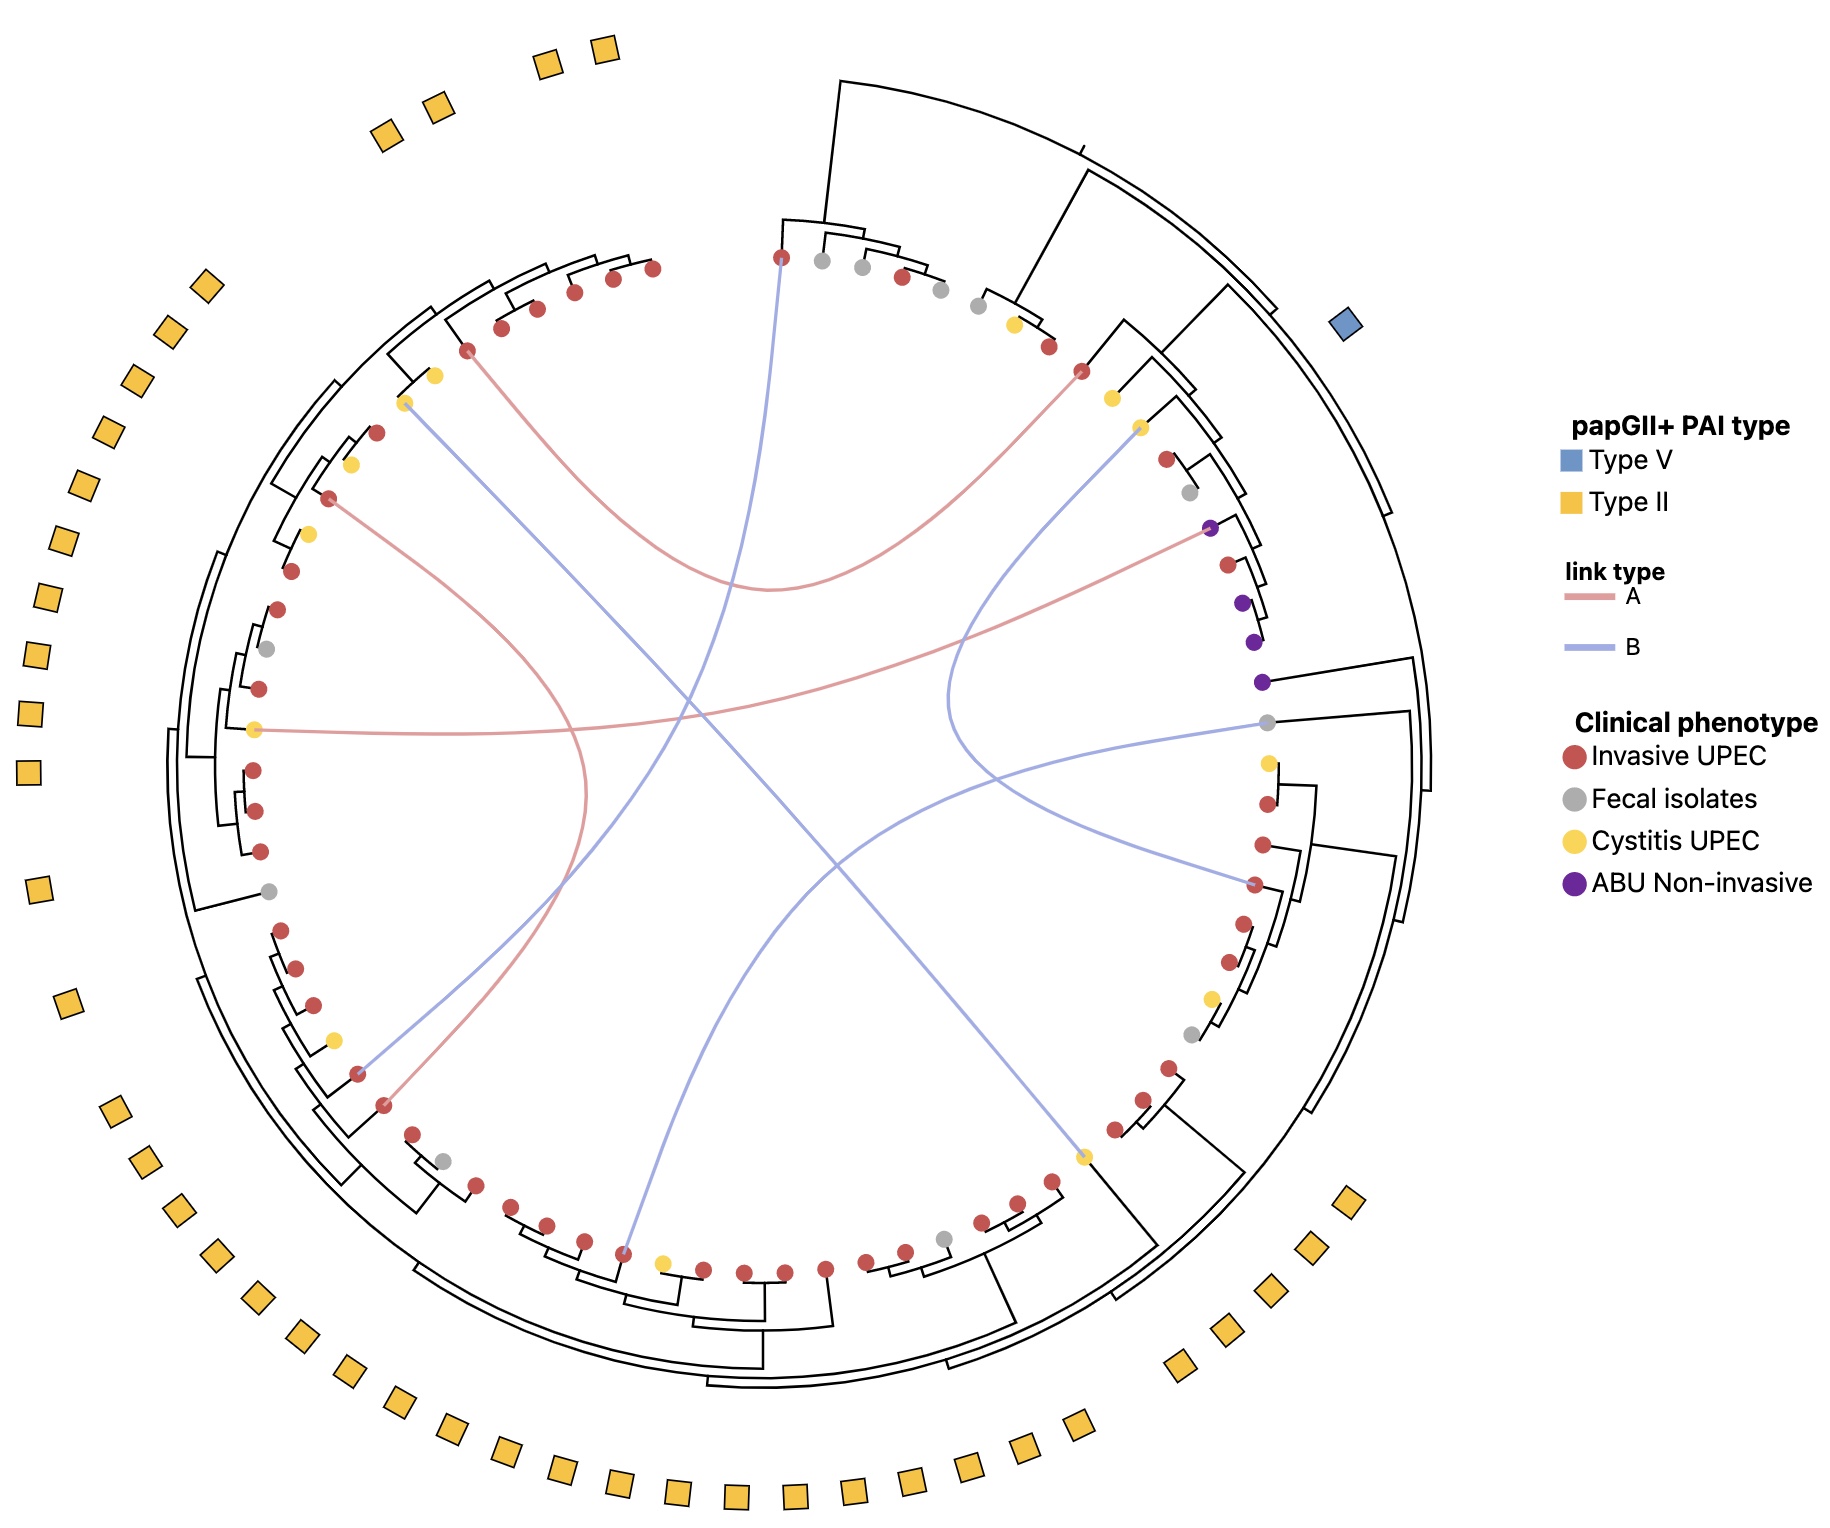 papGII+ PAI type
Type V
Type II
link type
A
B
Clinical phenotype
Invasive UPEC
Fecal isolates
Cystitis UPEC
ABU Non-invasive